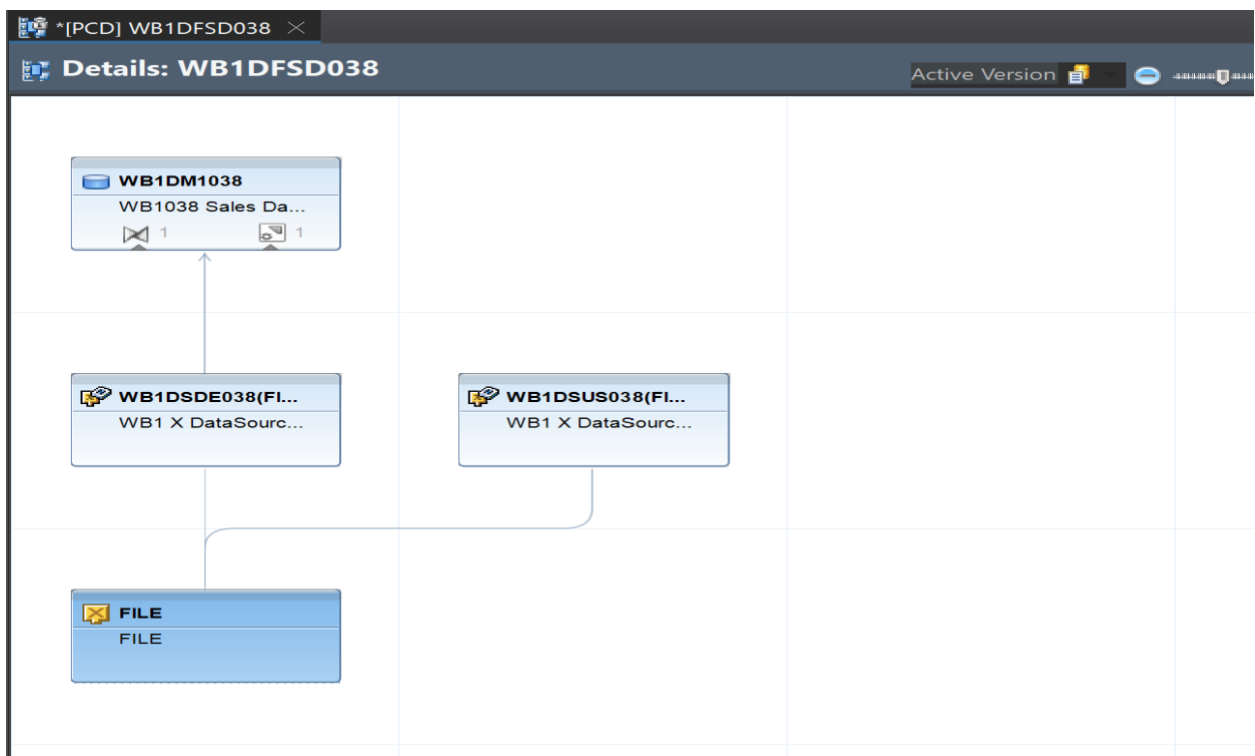 *[PCD] WB1DFSD038
Details: WB1DFSD038
Active Version
WB1DM1038
WB1038 Sales Da...
1 1
WB1DSDE038(FI...
WB1 X DataSourc...
WB1DSUS038(FI...
WB1 X DataSourc...
FILE
FILE